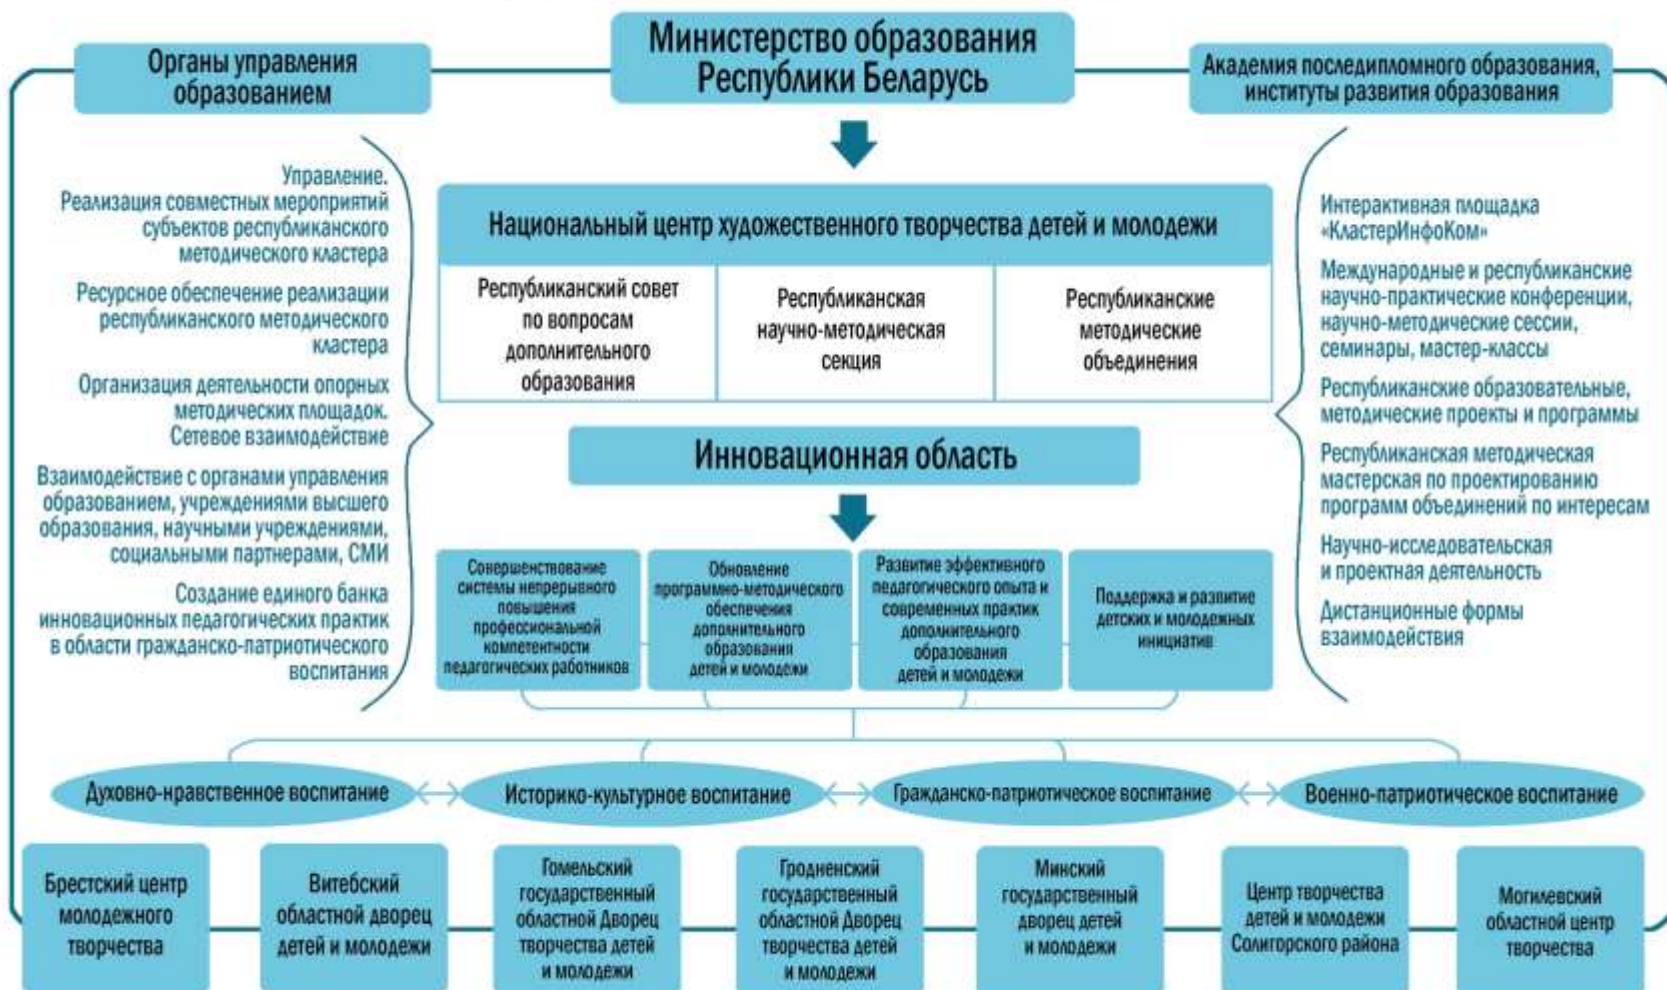 Министерство образования
Республики Беларусь
Органы управления
образованием
Академия последипломного образования,
институты развития образования
Управление.
Реализация совместных мероприятий
субъектов республиканского
методического кластера
Ресурсное обеспечение реализации
республиканского методического
кластера
Организация деятельности опорных
методических площадок.
Сетевое взаимодействие
Взаимодействие с органами управления
образованием, учреждениями высшего
образования, научными учреждениями,
социальными партнерами, СМИ
Создание единого банка
инновационных педагогических практик
в области гражданско-патриотического
воспитания
Национальный центр художественного творчества детей и молодежи
Республиканский совет
по вопросам
дополнительного
образования
Республиканская
научно-методическая
секция
Республиканские
методические
объединения
Инновационная область
Совершенствование
системы непрерывного
повышения
профессиональной
компетентности
педагогических работников
Обновление
программно-методического
обеспечения
дополнительного
образования
детей и молодежи
Развитие эффективного
педагогического опыта и
современных практик
дополнительного
образования
детей и молодежи
Поддержка и развитие
детских и молодежных
инициатив
Интерактивная площадка
«КластерИнфоКом»
Международные и республиканские
научно-практические конференции,
научно-методические сессии,
семинары, мастер-классы
Республиканские образовательные,
методические проекты и программы
Республиканская методическая
мастерская по проектированию
программ объединений по интересам
Научно-исследовательская
и проектная деятельность
Дистанционные формы
взаимодействия
Духовно-нравственное воспитание
Историко-культурное воспитание
Гражданско-патриотическое воспитание
Военно-патриотическое воспитание
Брестский центр
молодежного
творчества
Витебский
областной дворец
детей и молодежи
Гомельский
государственный
областной Дворец
творчества детей
и молодежи
Гродненский
государственный
областной Дворец
творчества детей
и молодежи
Минский
государственный
дворец детей
и молодежи
Центр творчества
детей и молодежи
Солигорского района
Могилевский
областной центр
творчества